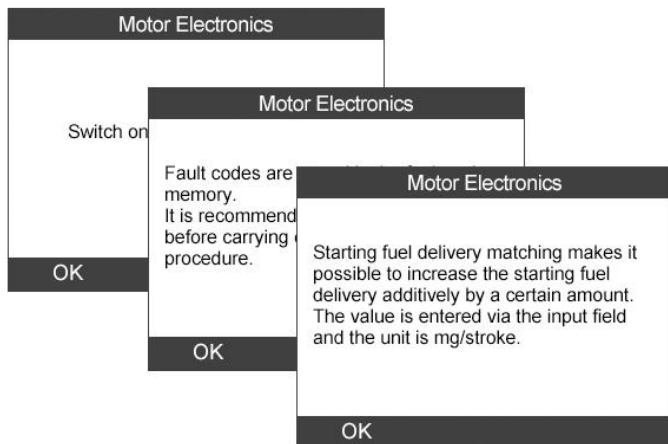 Motor Electronics
Switch on
OK
Motor Electronics
Fault codes are
memory.
It is recommend
before carrying
procedure.
OK
Motor Electronics
Starting fuel delivery matching makes it
possible to increase the starting fuel
delivery additively by a certain amount.
The value is entered via the input field
and the unit is mg/stroke.
OK